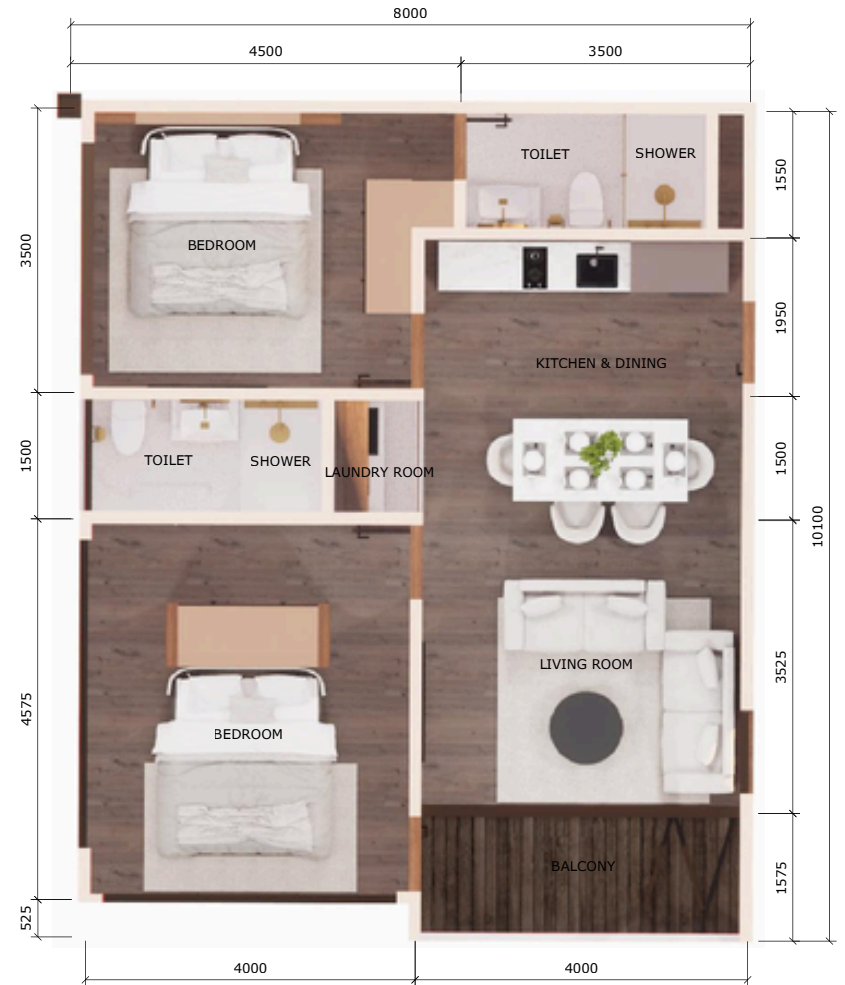 8000
4500
3500
TOILET
SHOWER
1550
BEDROOM
3500
1950
KITCHEN & DINING
1500
TOILET
SHOWER
LAUNDRY ROOM
1500
10100
LIVING ROOM
3525
4575
BEDROOM
BALCONY
1575
525
4000
4000